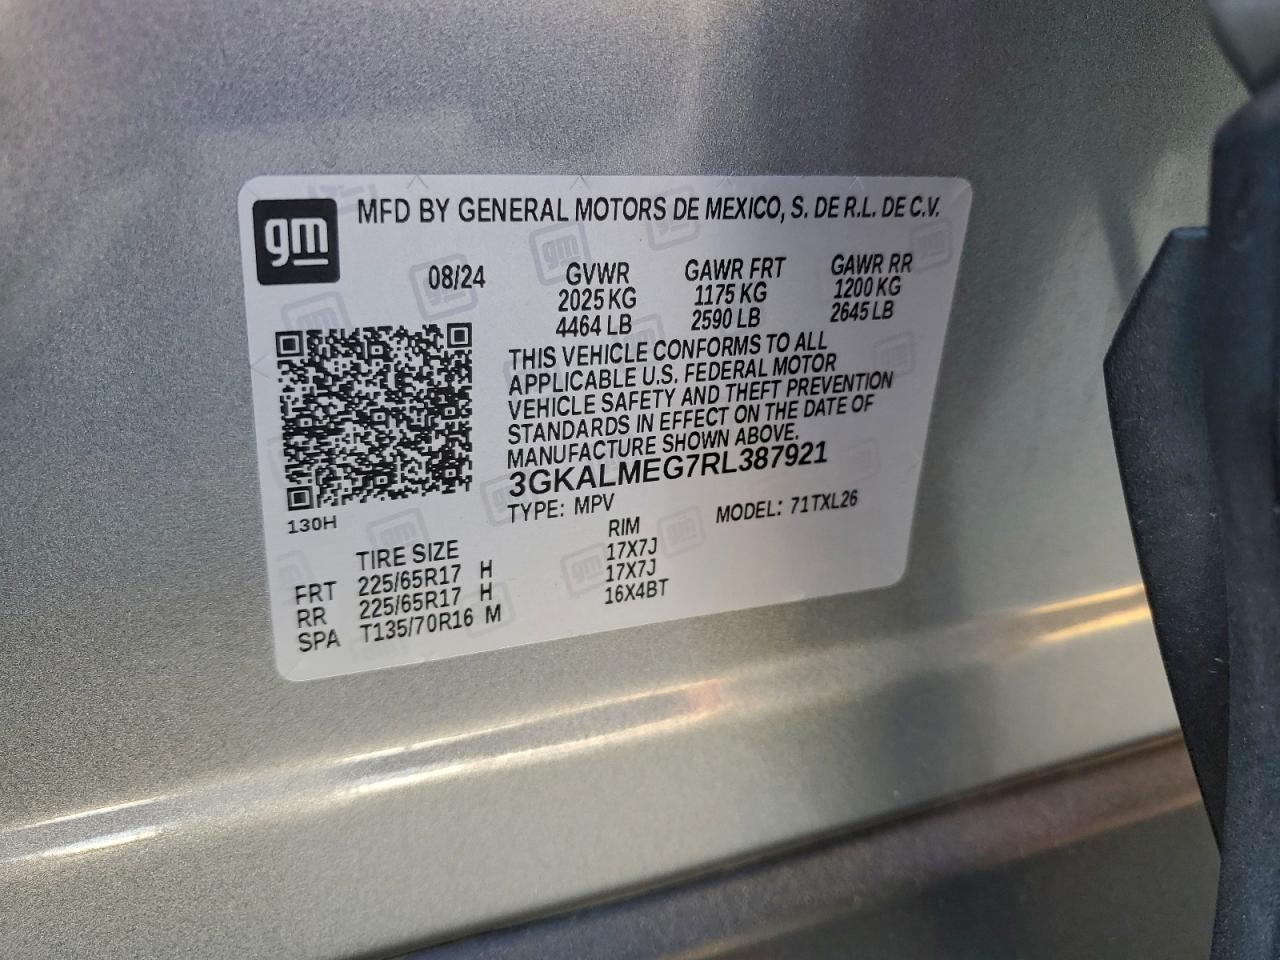 gm MFD BY GENERAL MOTORS DE MEXICO, S. DE R.L. DE C.V.
08/24 GVWR GAWR FRT GAWR RR
2025 KG 1175 KG 1200 KG
4464 LB 2590 LB 2645 LB
THIS VEHICLE CONFORMS TO ALL
APPLICABLE U.S. FEDERAL MOTOR
VEHICLE SAFETY AND THEFT PREVENTION
STANDARDS IN EFFECT ON THE DATE OF
MANUFACTURE SHOWN ABOVE.
3GKALMEG7RL387921
130H TYPE: MPV MODEL: 71TXL26
TIRE SIZE RIM
FRT 225/65R17 H 17X7J
RR 225/65R17 H 17X7J
SPA T135/70R16 M 16X4BT